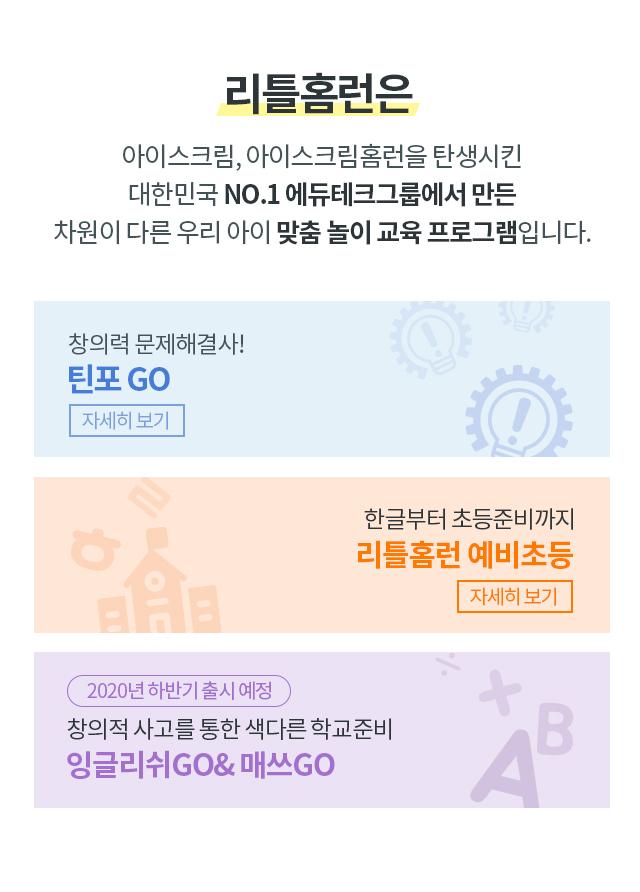 리틀홈런은
아이스크림, 아이스크림홈런을 탄생시킨
대한민국 NO.1 에듀테크그룹에서 만든
차원이 다른 우리 아이 맞춤 놀이 교육 프로그램입니다.
창의력 문제해결사!
틴포 GO
자세히 보기
ㄹ
후
한글부터 초등준비까지
리틀홈런 예비초등
자세히 보기
2020년 하반기 출시 예정
창의적 사고를 통한 색다른 학교준비
잉글리쉬GO& 매쓰GO
÷
+
B
A